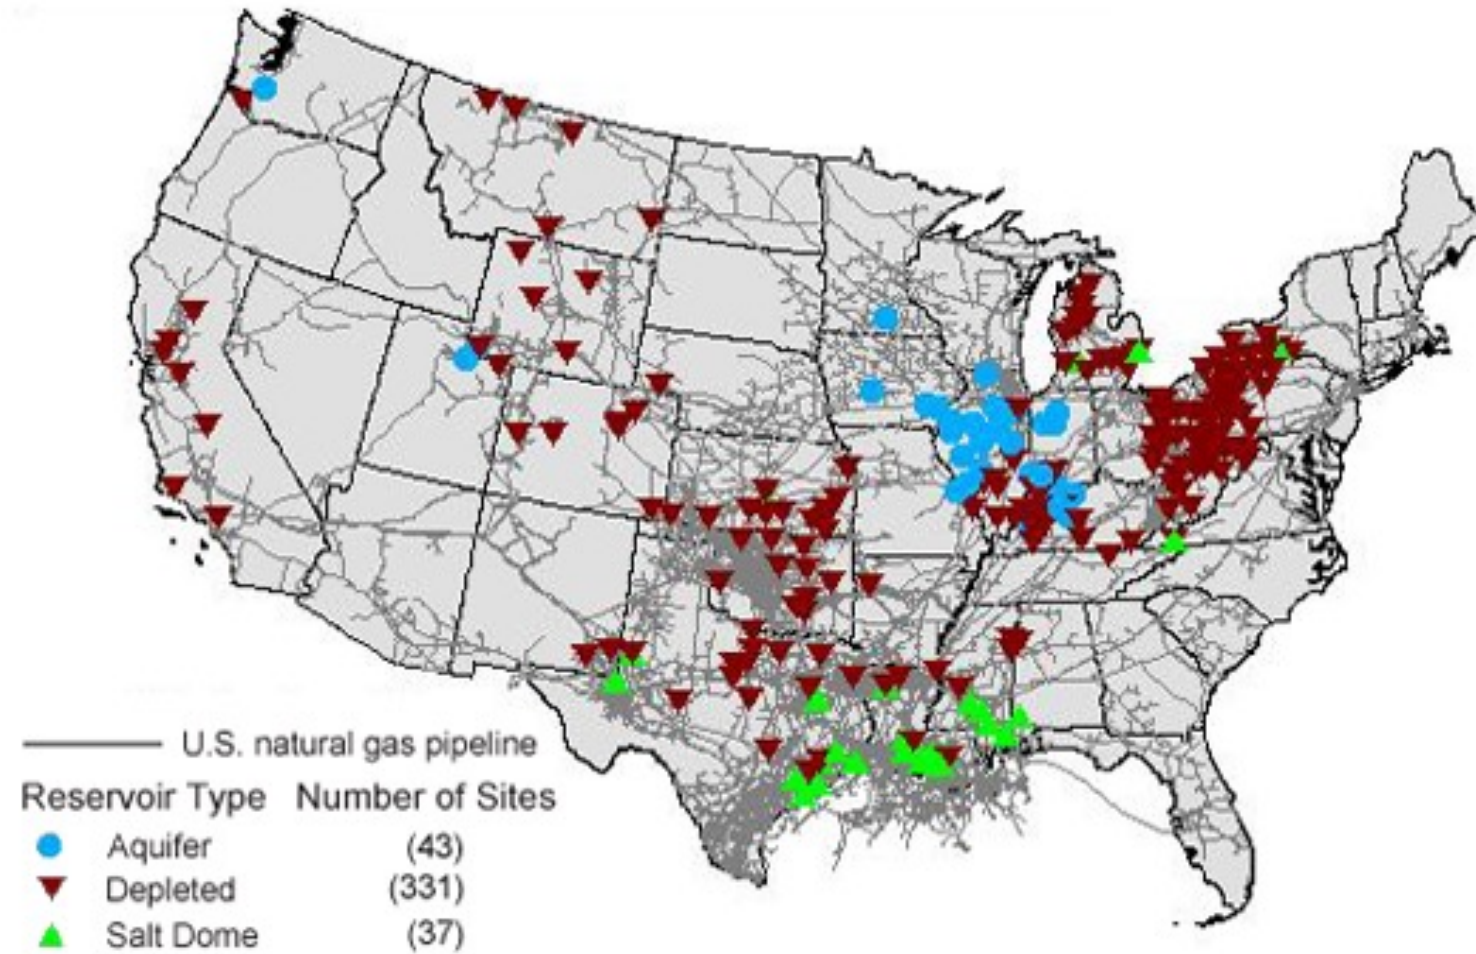 U.S. natural gas pipeline
Reservoir Type Number of Sites
Aquifer (43)
Depleted (331)
Salt Dome (37)